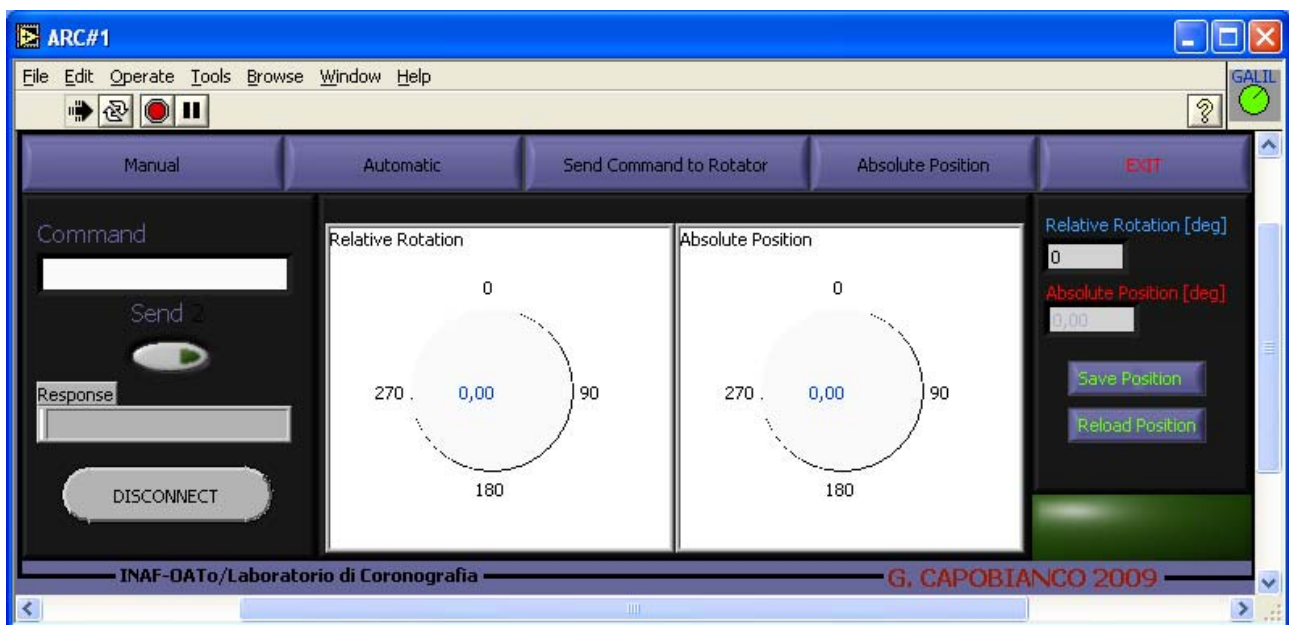 ARC#1
File Edit Operate Tools Browse Window Help
GALIL
?
Manual Automatic Send Command to Rotator Absolute Position EXIT
Command
Send 2
Response
DISCONNECT
Relative Rotation
0
270
0,00
90
180
Absolute Position
0
270
0,00
90
180
Relative Rotation [deg]
0
Absolute Position [deg]
0,00
Save Position
Reload Position
INAF-OATo/Laboratorio di Coronografia
G. CAPOBIANCO 2009